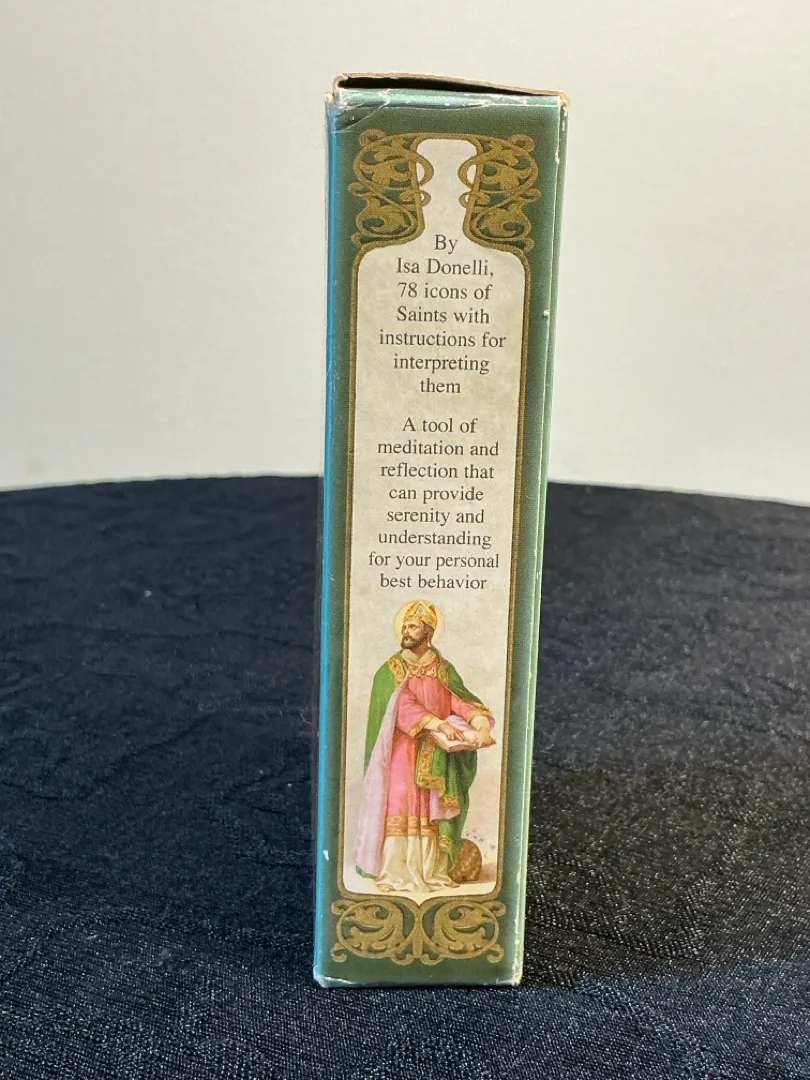 By
Isa Donelli,
78 icons of
Saints with
instructions for
interpreting
them
A tool of
meditation and
reflection that
can provide
serenity and
understanding
for your personal
best behavior